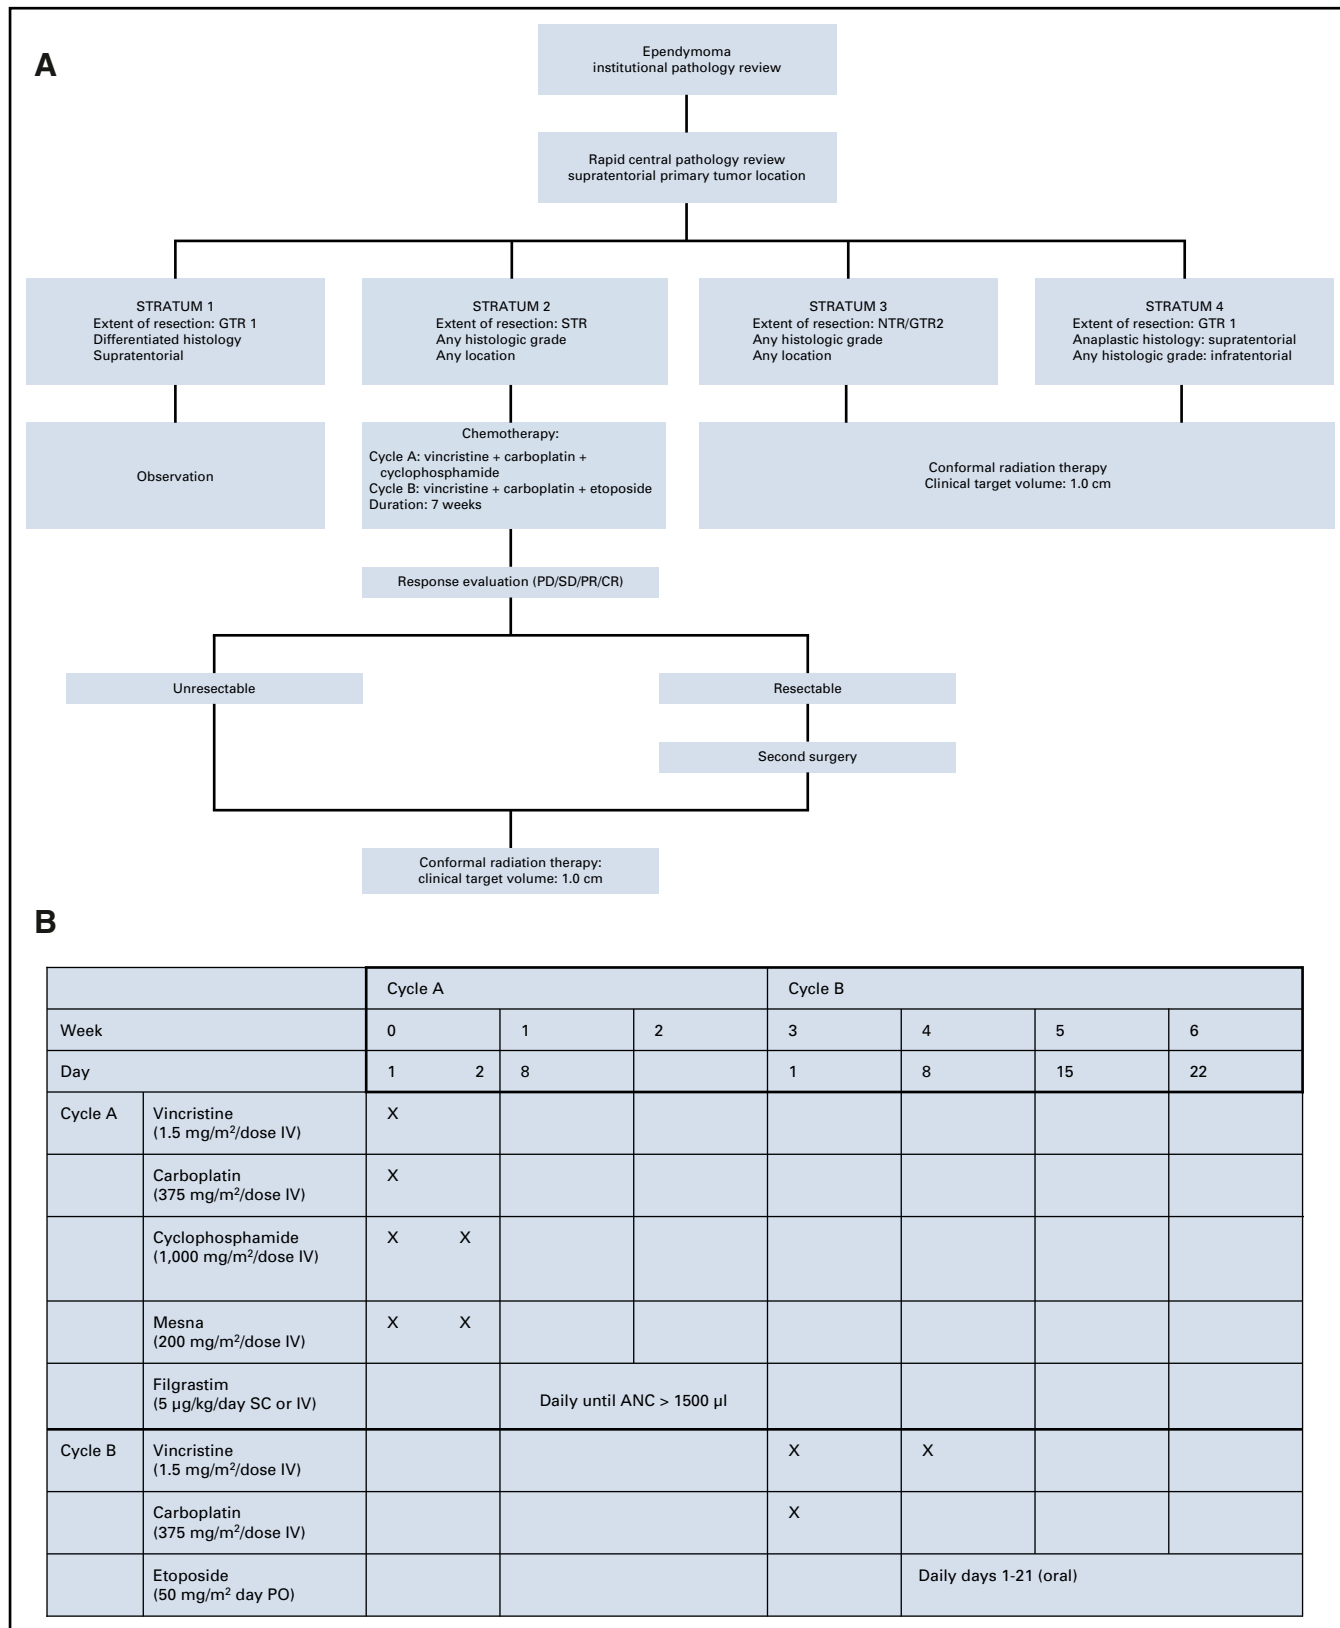 A
Ependymoma
institutional pathology review
Rapid central pathology review
supratentorial primary tumor location
STRATUM 1
Extent of resection: GTR 1
Differentiated histology
Supratentorial
STRATUM 2
Extent of resection: STR
Any histologic grade
Any location
STRATUM 3
Extent of resection: NTR/GTR2
Any histologic grade
Any location
STRATUM 4
Extent of resection: GTR 1
Anaplastic histology: supratentorial
Any histologic grade: infratentorial
Observation
Chemotherapy:
Cycle A: vincristine + carboplatin +
cyclophosphamide
Cycle B: vincristine + carboplatin + etoposide
Duration: 7 weeks
Conformal radiation therapy
Clinical target volume: 1.0 cm
Response evaluation (PD/SD/PR/CR)
Unresectable
Resectable
Second surgery
Conformal radiation therapy:
clinical target volume: 1.0 cm
B
Cycle A Cycle B
Week 0 1 2 3 4 5 6
Day 1 2 8 1 8 15 22
Cycle A Vincristine X
(1.5 mg/m²/dose IV)
Carboplatin X
(375 mg/m²/dose IV)
Cyclophosphamide X X
(1,000 mg/m²/dose IV)
Mesna X X
(200 mg/m²/dose IV)
Filgrastim
(5 µg/kg/day SC or IV) Daily until ANC > 1500 µl
Cycle B Vincristine X X
(1.5 mg/m²/dose IV)
Carboplatin X
(375 mg/m²/dose IV)
Etoposide Daily days 1-21 (oral)
(50 mg/m² day PO)